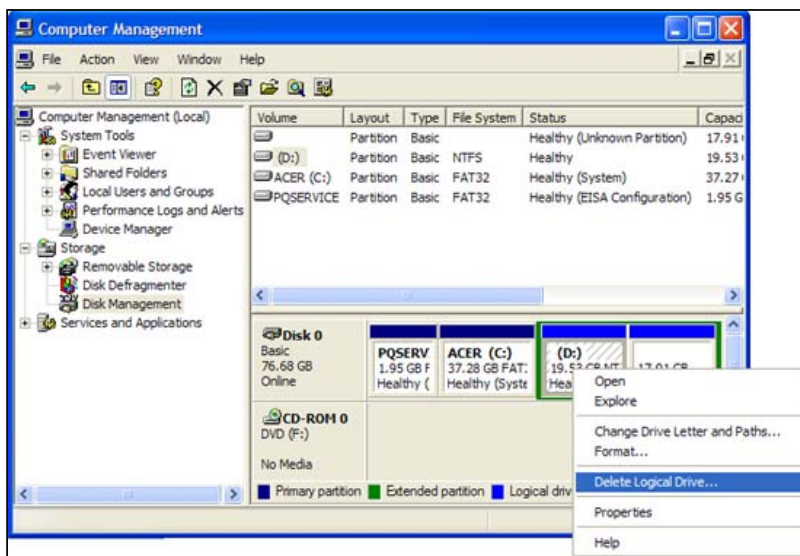 Computer Management
File Action View Window Help
Computer Management (Local)
System Tools
Event Viewer
Shared Folders
Local Users and Groups
Performance Logs and Alerts
Device Manager
Storage
Removable Storage
Disk Defragmenter
Disk Management
Services and Applications
Volume Layout Type File System Status Capaci
Partition Basic Healthy (Unknown Partition) 17.91
(D:) Partition Basic NTFS Healthy 19.53
ACER (C:) Partition Basic FAT32 Healthy (System) 37.27
PQSERVICE Partition Basic FAT32 Healthy (EISA Configuration) 1.95 G
Disk 0
Basic
76.68 GB
Online
PQSERV
1.95 GB F
Healthy (
ACER (C:)
37.28 GB FAT:
Healthy (Syste
(D:)
19.53 GB NT
Hea
CD-ROM 0
DVD (F:)
No Media
Primary partition Extended partition Logical driv
Open
Explore
Change Drive Letter and Paths...
Format...
Delete Logical Drive...
Properties
Help